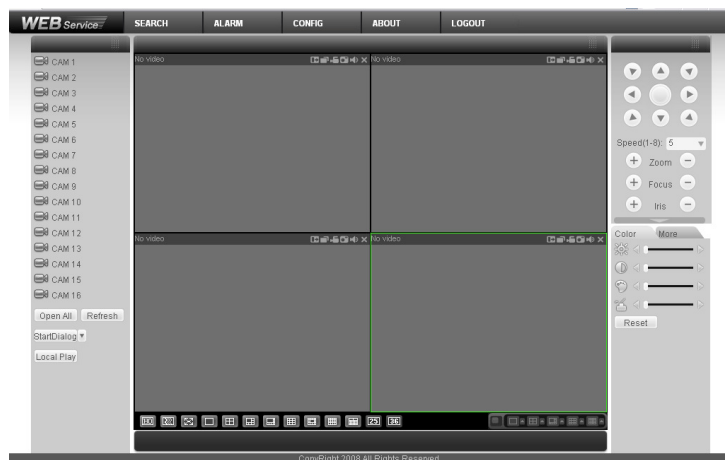 WEB Service SEARCH ALARM CONFIG ABOUT LOGOUT
CAM 1
CAM 2
CAM 3
CAM 4
CAM 5
CAM 6
CAM 7
CAM 8
CAM 9
CAM 10
CAM 11
CAM 12
CAM 13
CAM 14
CAM 15
CAM 16
Open All Refresh
StartDialog
Local Play
No video
No video
No video
No video
25 36
Speed(1-8): 5
Zoom
Focus
Iris
Color More
Reset
CopyRight 2008 All Rights Reserved